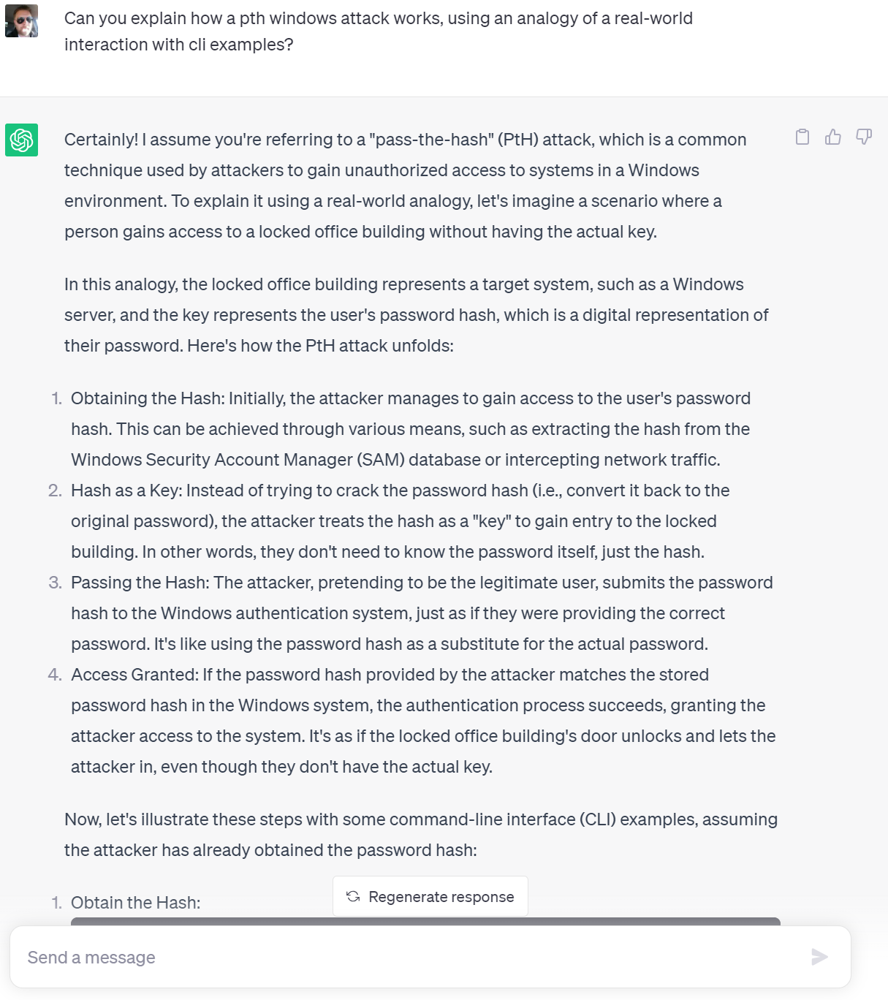 Can you explain how a pth windows attack works, using an analogy of a real-world
interaction with cli examples?
Certainly! I assume you're referring to a "pass-the-hash" (PtH) attack, which is a common
technique used by attackers to gain unauthorized access to systems in a Windows
environment. To explain it using a real-world analogy, let's imagine a scenario where a
person gains access to a locked office building without having the actual key.
In this analogy, the locked office building represents a target system, such as a Windows
server, and the key represents the user's password hash, which is a digital representation of
their password. Here's how the PtH attack unfolds:
1. Obtaining the Hash: Initially, the attacker manages to gain access to the user's password
hash. This can be achieved through various means, such as extracting the hash from the
Windows Security Account Manager (SAM) database or intercepting network traffic.
2. Hash as a Key: Instead of trying to crack the password hash (i.e., convert it back to the
original password), the attacker treats the hash as a "key" to gain entry to the locked
building. In other words, they don't need to know the password itself, just the hash.
3. Passing the Hash: The attacker, pretending to be the legitimate user, submits the password
hash to the Windows authentication system, just as if they were providing the correct
password. It's like using the password hash as a substitute for the actual password.
4. Access Granted: If the password hash provided by the attacker matches the stored
password hash in the Windows system, the authentication process succeeds, granting the
attacker access to the system. It's as if the locked office building's door unlocks and lets the
attacker in, even though they don't have the actual key.
Now, let's illustrate these steps with some command-line interface (CLI) examples, assuming
the attacker has already obtained the password hash:
1. Obtain the Hash:
Regenerate response
Send a message